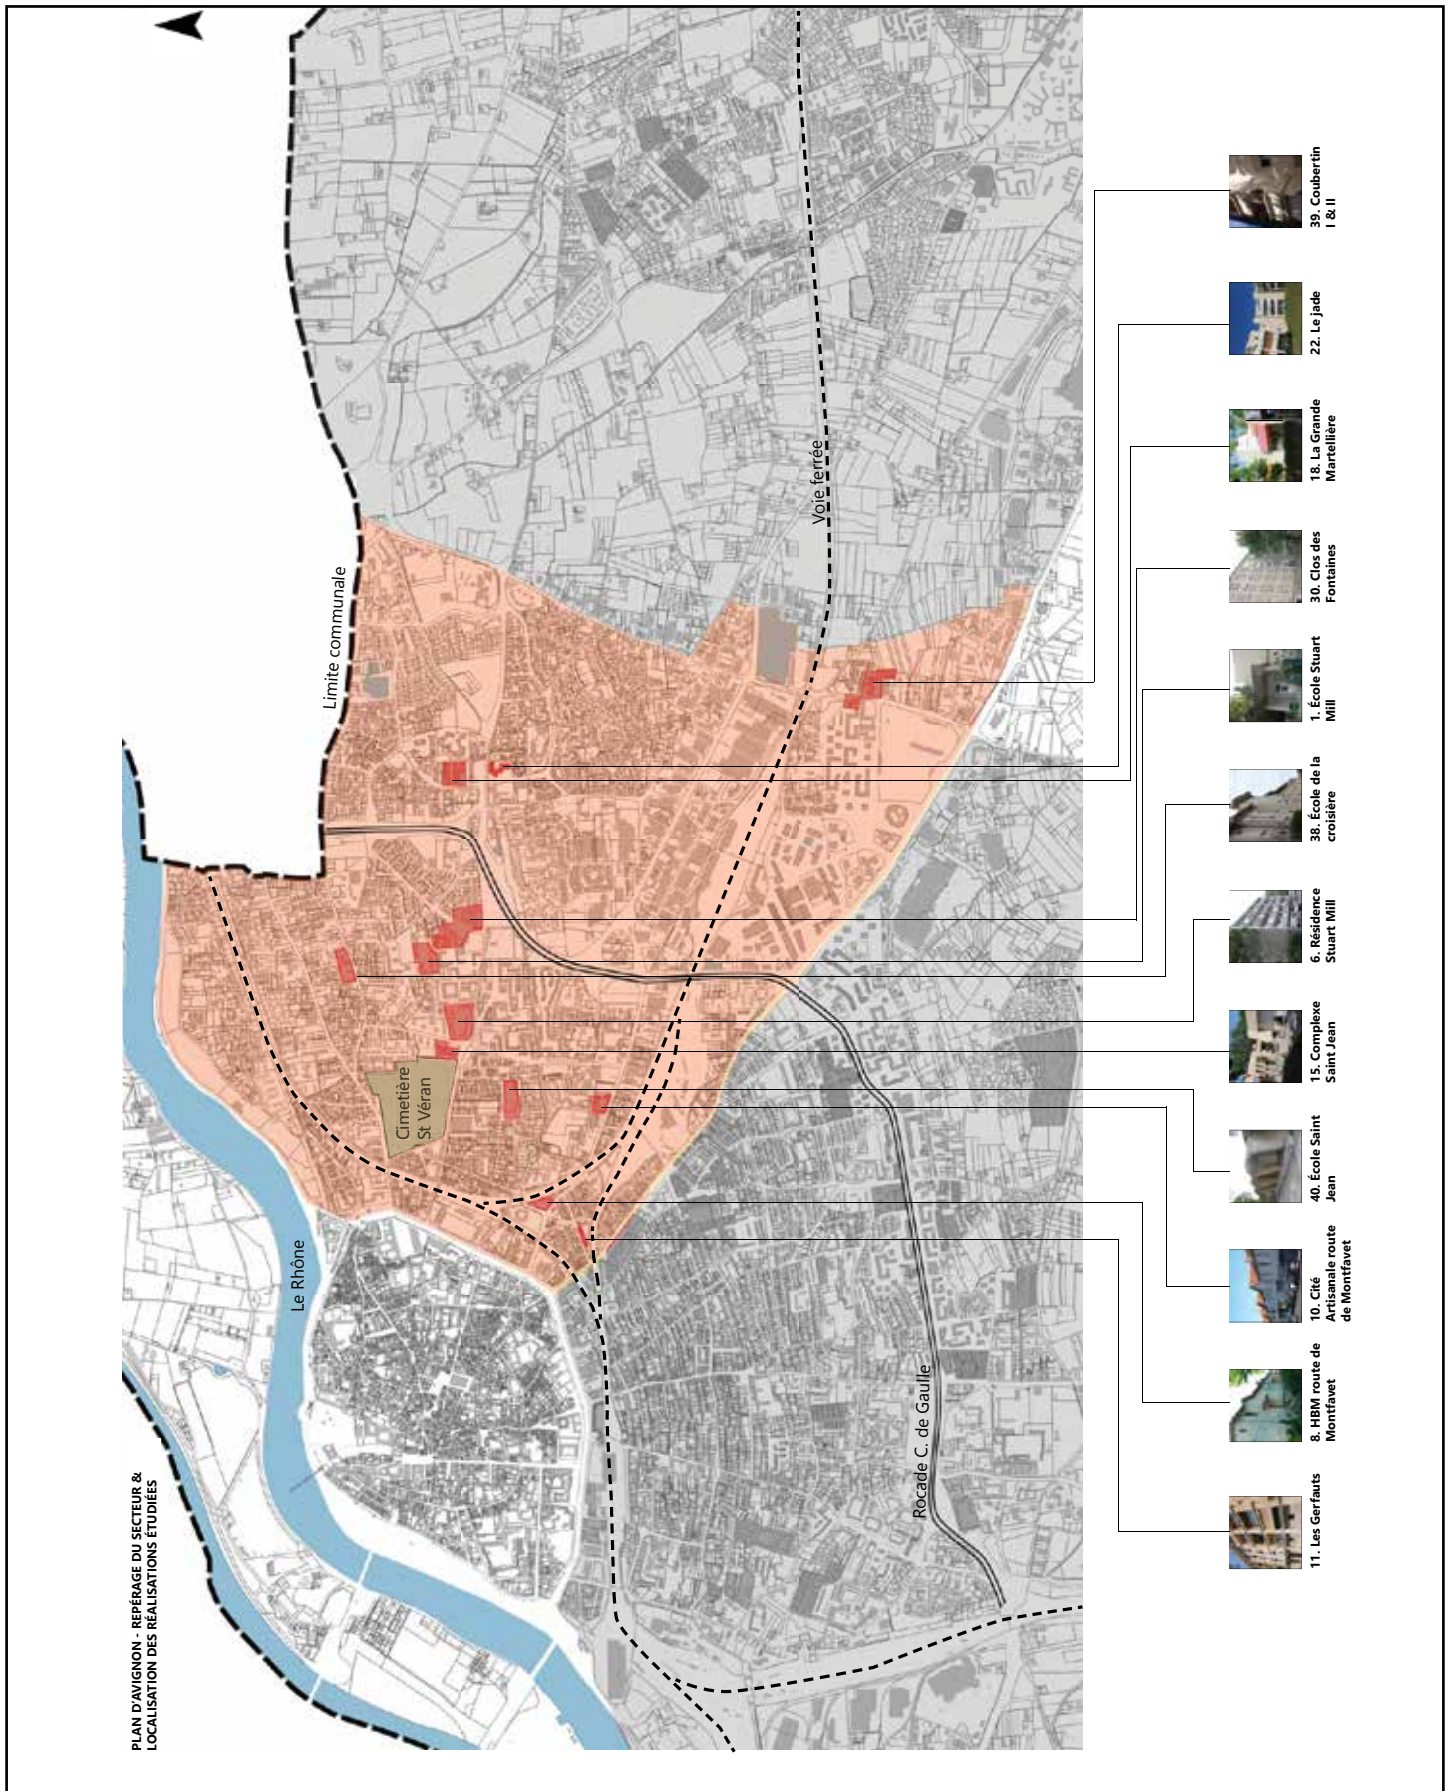 PLAN D'AVIGNON - REPÉRAGE DU SECTEUR &
LOCALISATION DES RÉALISATIONS ÉTUDIÉES
Le Rhône
Limite communale
Cimetière
St Véran
Voie ferrée
Rocade C. de Gaulle
11. Les Gerfauts
8. HBM route de
Montfavet
10. Cité
Artisanale route
de Montfavet
40. École Saint
Jean
15. Complexe
Saint Jean
6. Résidence
Stuart Mill
38. École de la
croisière
1. École Stuart
Mill
30. Clos des
Fontaines
18. La Grande
Martellière
22. Le Jade
39. Coubertin
I & II